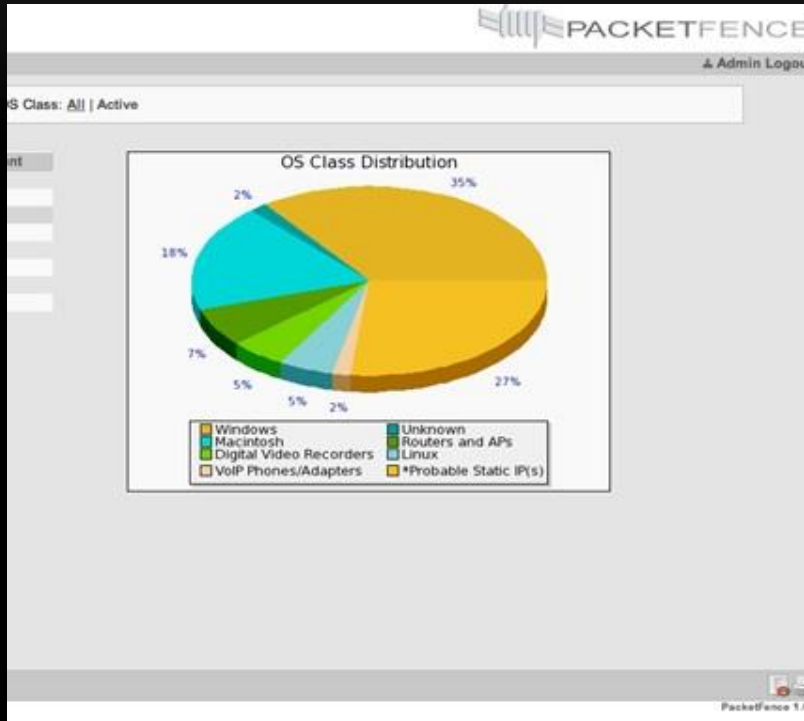 PACKETFENCE
Admin Logou
OS Class: All | Active
nt
OS Class Distribution
35%
2%
18%
7%
5%
5%
2%
27%
Windows
Unknown
Macintosh
Routers and APs
Digital Video Recorders
Linux
VoIP Phones/Adapters
*Probable Static IP(s)
PacketFence 1.